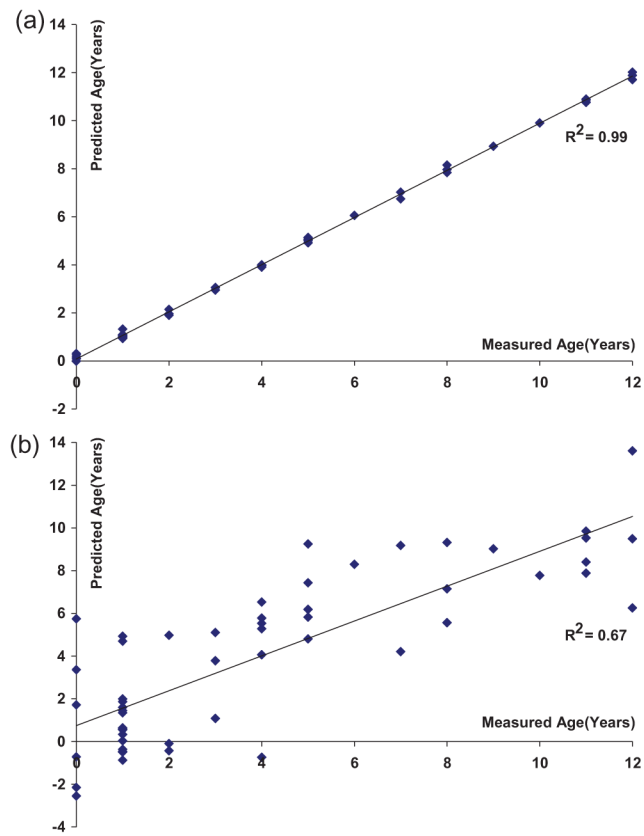 (a)
Predicted Age(Years)
14
12
10
8
6
4
2
0
-2
R² = 0.99
Measured Age(Years)
0 2 4 6 8 10 12
(b)
Predicted Age(Years)
14
12
10
8
6
4
2
0
-2
-4
R² = 0.67
Measured Age(Years)
0 2 4 6 8 10 12